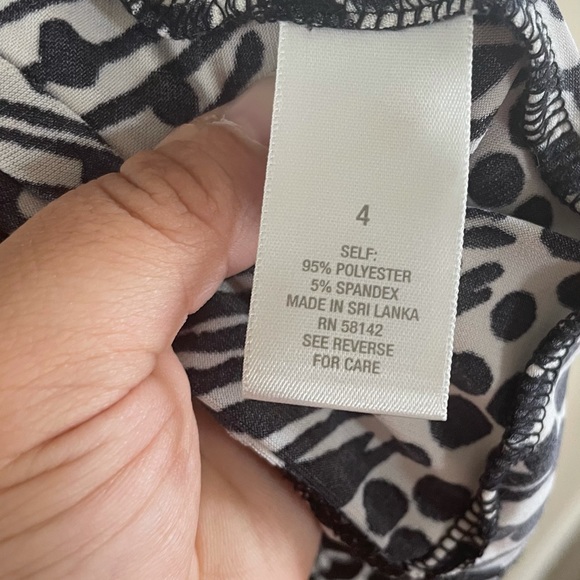 4
SELF:
95% POLYESTER
5% SPANDEX
MADE IN SRI LANKA
RN 58142
SEE REVERSE
FOR CARE